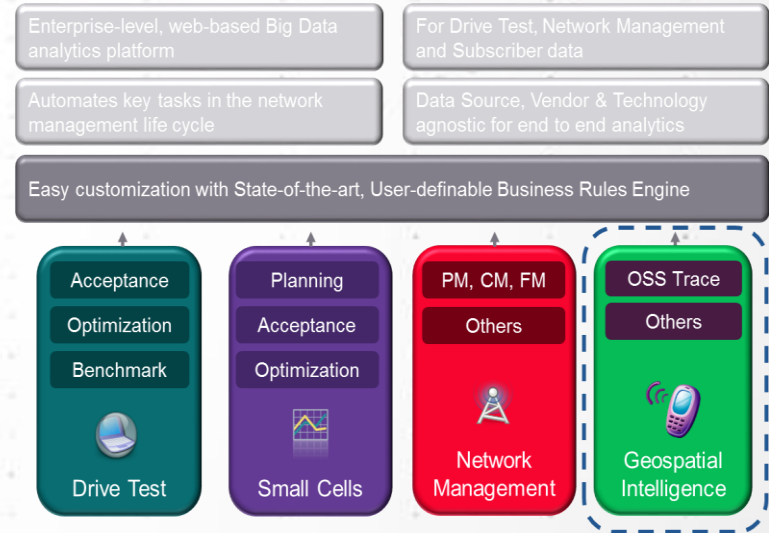 Enterprise-level, web-based Big Data
analytics platform
For Drive Test, Network Management
and Subscriber data
Automates key tasks in the network
management life cycle
Data Source, Vendor & Technology
agnostic for end to end analytics
Easy customization with State-of-the-art, User-definable Business Rules Engine
Acceptance
Optimization
Benchmark
Drive Test
Planning
Acceptance
Optimization
Small Cells
PM, CM, FM
Others
Network
Management
OSS Trace
Others
Geospatial
Intelligence